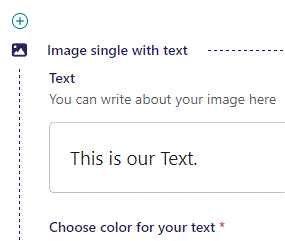 Image single with text
Text
You can write about your image here
This is our Text.
Choose color for your text *